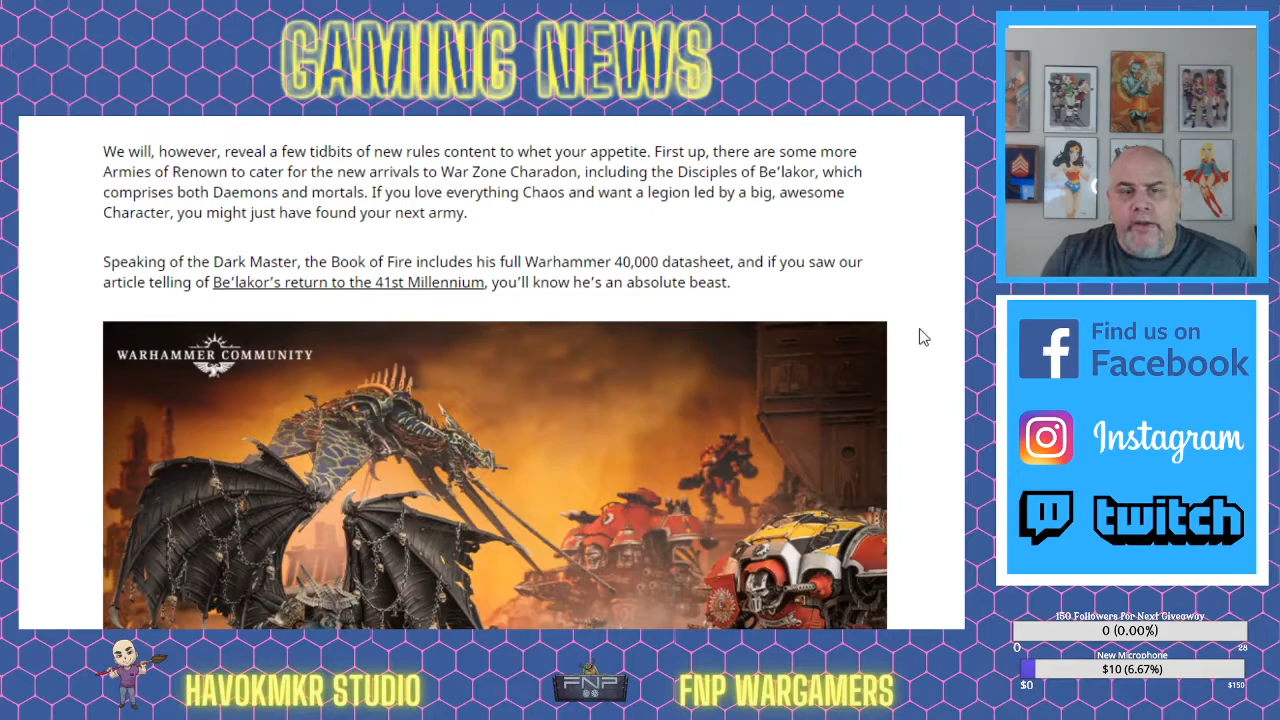 GAMING NEWS
We will, however, reveal a few tidbits of new rules content to whet your appetite. First up, there are some more
Armies of Renown to cater for the new arrivals to War Zone Charadon, including the Disciples of Be'lakor, which
comprises both Daemons and mortals. If you love everything Chaos and want a legion led by a big, awesome
Character, you might just have found your next army.
Speaking of the Dark Master, the Book of Fire includes his full Warhammer 40,000 datasheet, and if you saw our
article telling of Be'lakor's return to the 41st Millennium, you'll know he's an absolute beast.
WARHAMMER COMMUNITY
Find us on
Facebook
Instagram
twitch
150 Followers For Next Giveaway
0 (0.00%)
0 28
New Microphone
$10 (6.67%)
$0 $150
HAVOKMKR STUDIO
FNP
FNP WARGAMERS